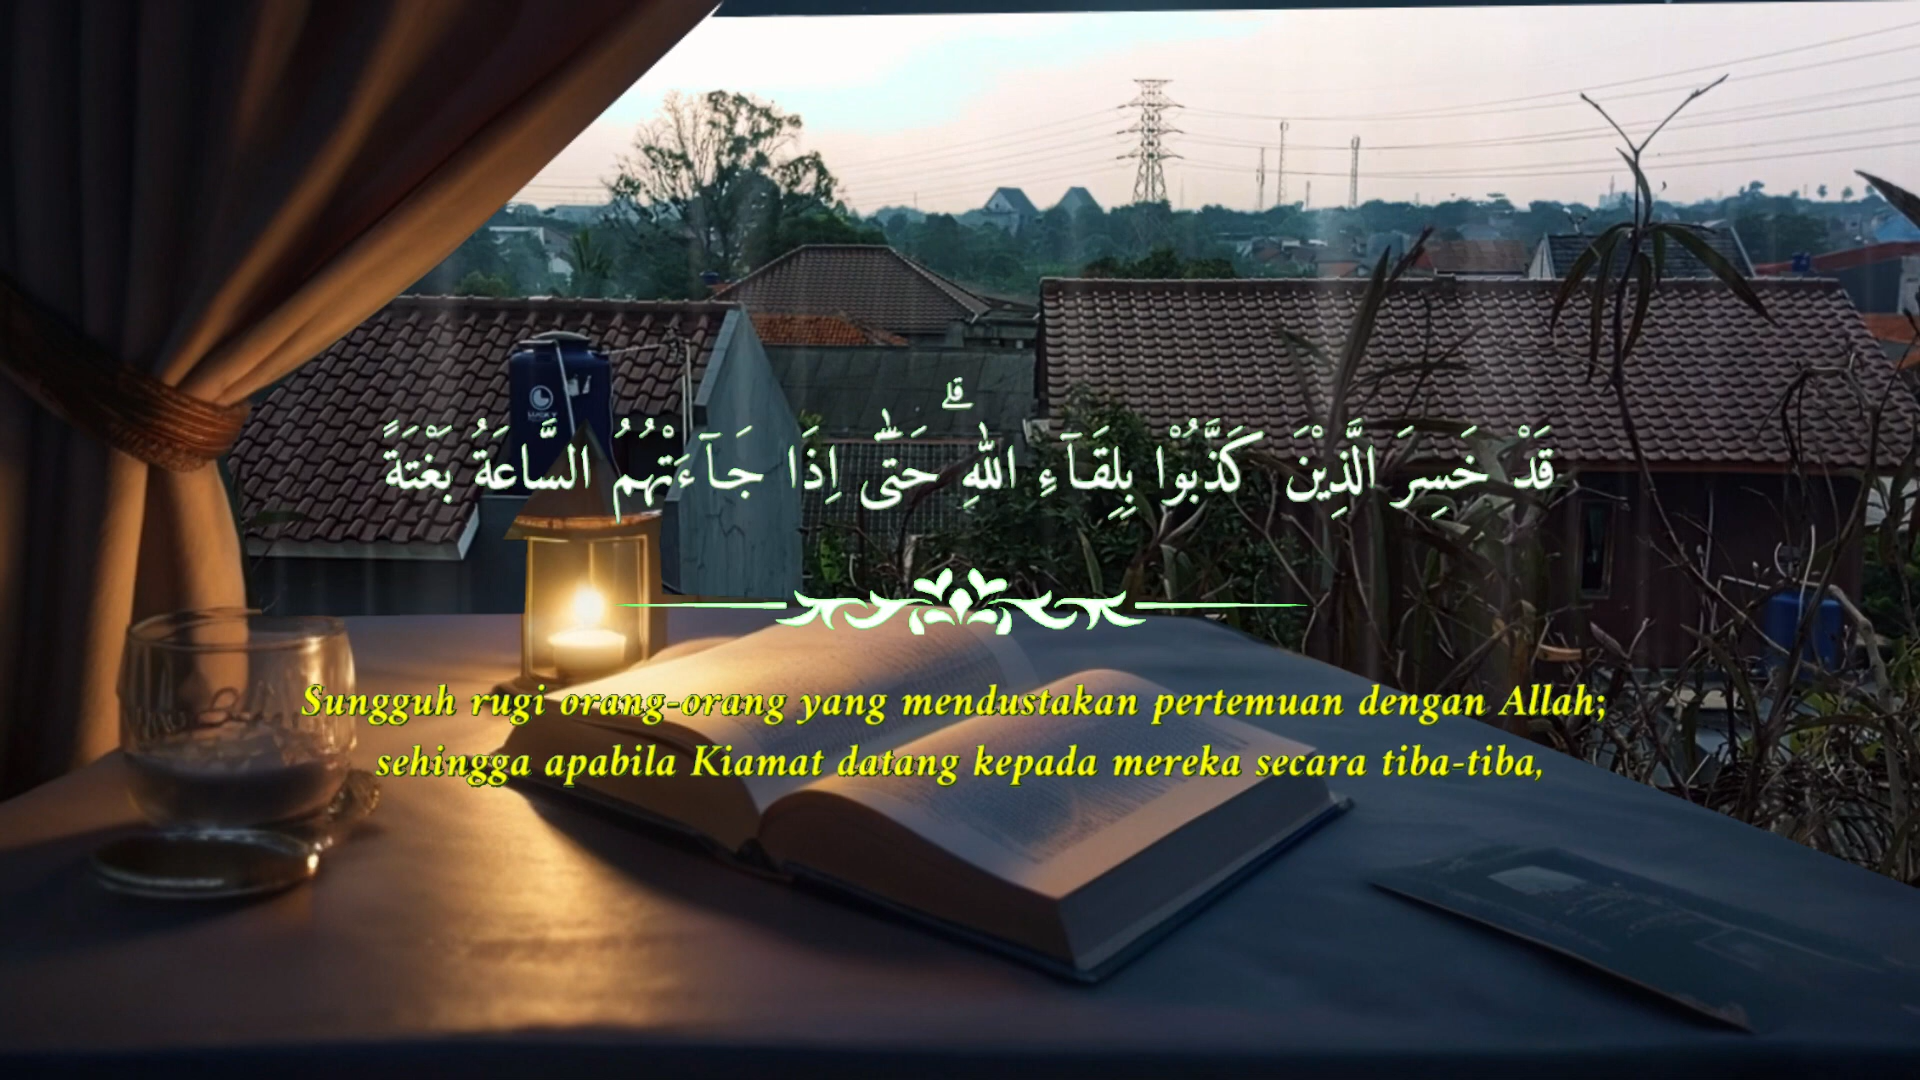 قَدْ خَسِرَ الَّذِيْنَ كَذَّبُوْا بِلِقَاۤءِ اللّٰهِ ۗ حَتّٰىٓ اِذَا جَاۤءَتْهُمُ السَّاعَةُ بَغْتَةً
Sungguh rugi orang-orang yang mendustakan pertemuan dengan Allah;
sehingga apabila Kiamat datang kepada mereka secara tiba-tiba,